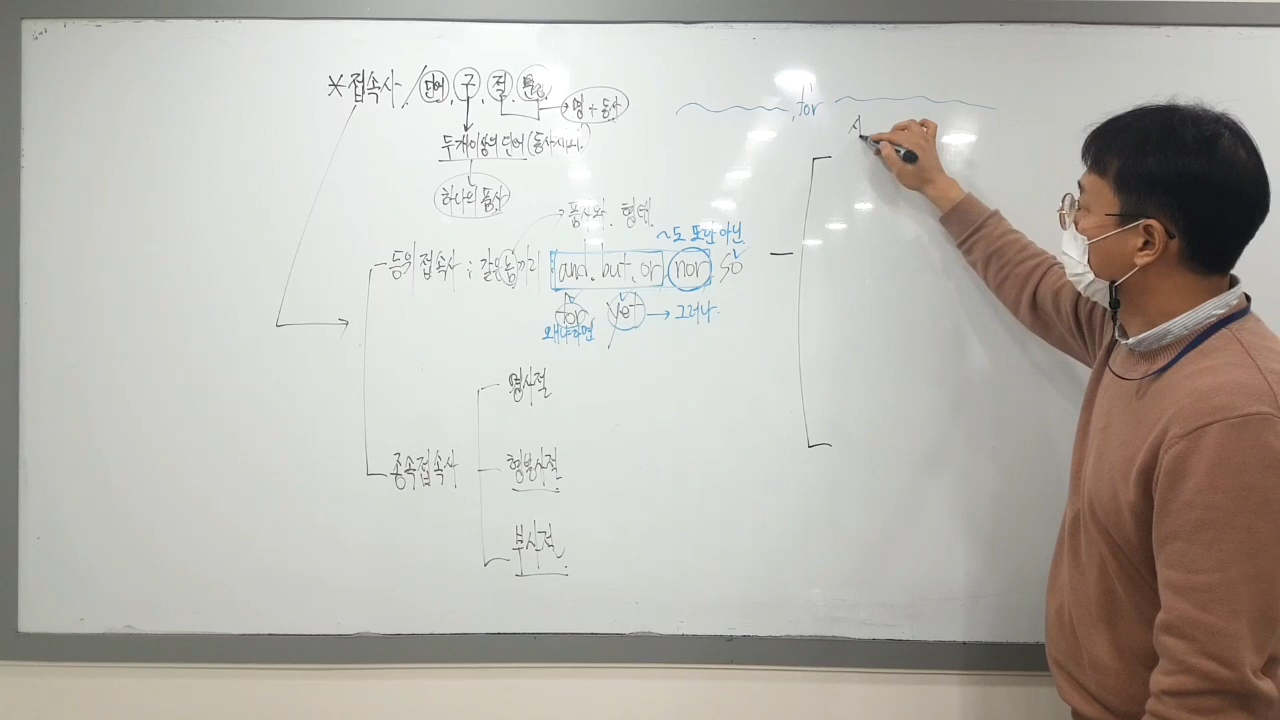 * 접속사 / 단어, 구, 절, 문장
→ 명 + 동사
~~~~~, for ~~~~~
A
두개이상의 단어 (동사x)
하나의 품사
→ 품사와 형태
~도 또한 아닌
등위접속사 : 같은 놈끼리 and, but, or nor, so
for yet → 그러나
왜냐하면
명사절
종속접속사
형용사절
부사절